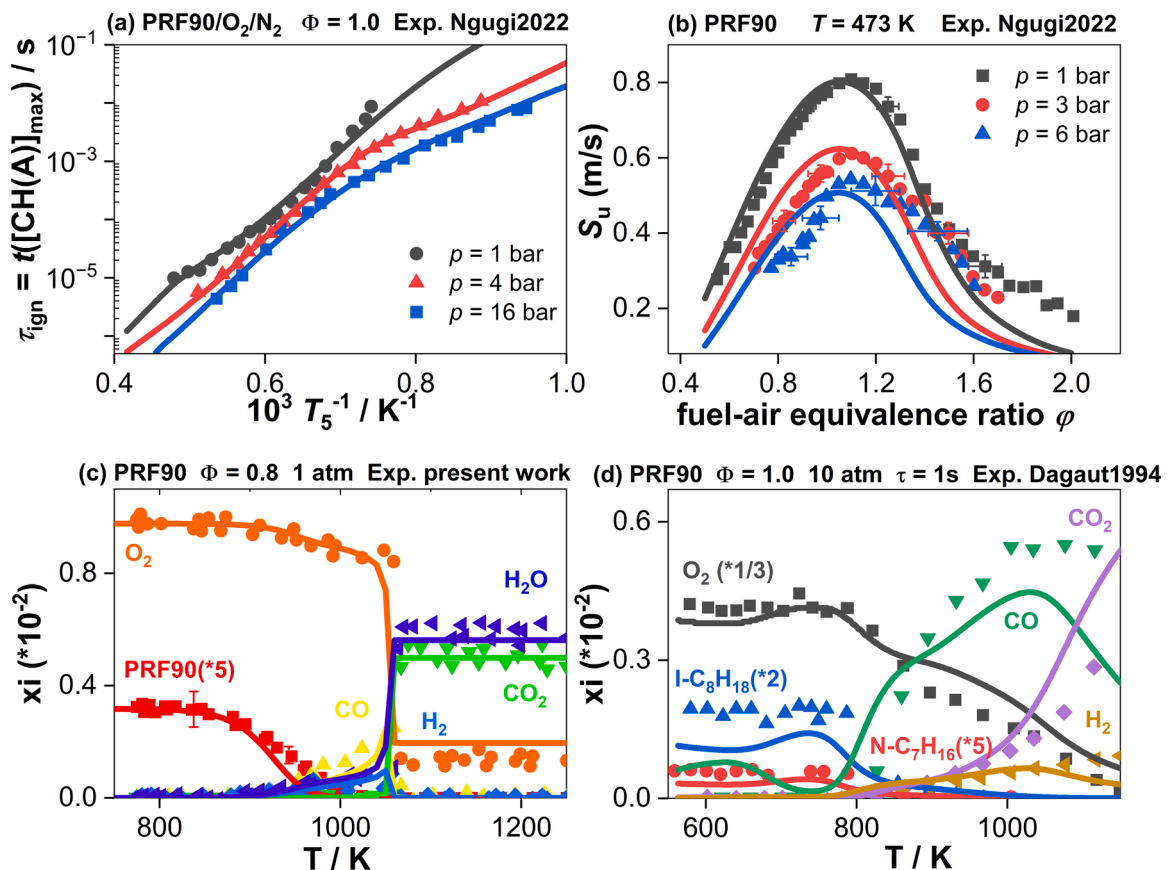 (a) PRF90/O₂/N₂ Φ = 1.0 Exp. Ngugi2022
10⁻¹
10⁻³
10⁻⁵
τign = t([CH(A)]max) / s
p = 1 bar
p = 4 bar
p = 16 bar
0.4 0.6 0.8 1.0
10³ T₅⁻¹ / K⁻¹
(b) PRF90 T = 473 K Exp. Ngugi2022
p = 1 bar
p = 3 bar
p = 6 bar
0.8
0.6
0.4
0.2
Sᵤ (m/s)
0.4 0.8 1.2 1.6 2.0
fuel-air equivalence ratio φ
(c) PRF90 Φ = 0.8 1 atm Exp. present work
0.8
0.4
0.0
xi (*10⁻²)
O₂
H₂O
PRF90(*5)
CO
CO₂
H₂
800 1000 1200
T / K
(d) PRF90 Φ = 1.0 10 atm τ = 1s Exp. Dagaut1994
0.6
0.3
0.0
xi (*10⁻²)
CO₂
O₂ (*1/3)
CO
I-C₈H₁₈(*2)
N-C₇H₁₆(*5)
H₂
600 800 1000
T / K